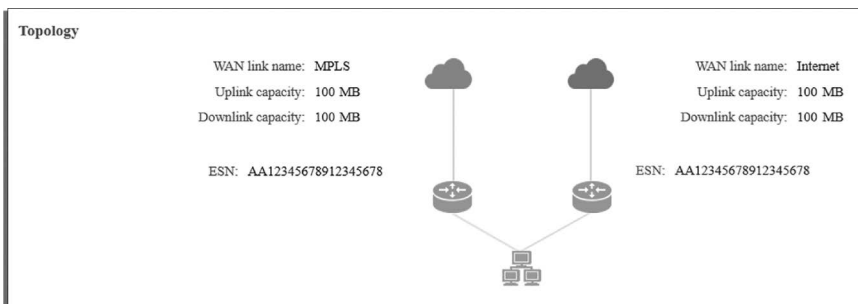 Topology
WAN link name: MPLS
Uplink capacity: 100 MB
Downlink capacity: 100 MB
ESN: AA12345678912345678
WAN link name: Internet
Uplink capacity: 100 MB
Downlink capacity: 100 MB
ESN: AA12345678912345678